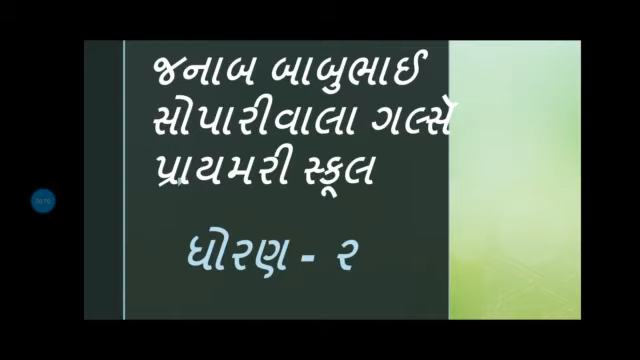 જનાબ બાબુભાઈ
સોપારીવાલા ગર્લ્સ
પ્રાયમરી સ્કૂલ
ધોરણ - ૨